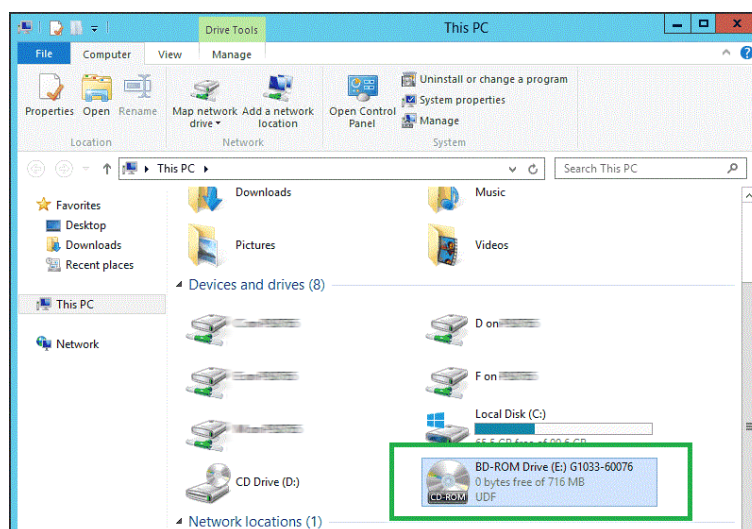 Drive Tools
This PC
File
Computer
View
Manage
Properties
Open
Rename
Map network drive
Add a network location
Open Control Panel
Uninstall or change a program
System properties
Manage
Location
Network
System
This PC
Search This PC
Favorites
Desktop
Downloads
Recent places
This PC
Network
Downloads
Music
Pictures
Videos
Devices and drives (8)
D on
F on
Local Disk (C:)
free of
CD Drive (D:)
BD-ROM Drive (E:) G1033-60076
0 bytes free of 716 MB
UDF
CD-ROM
Network locations (1)